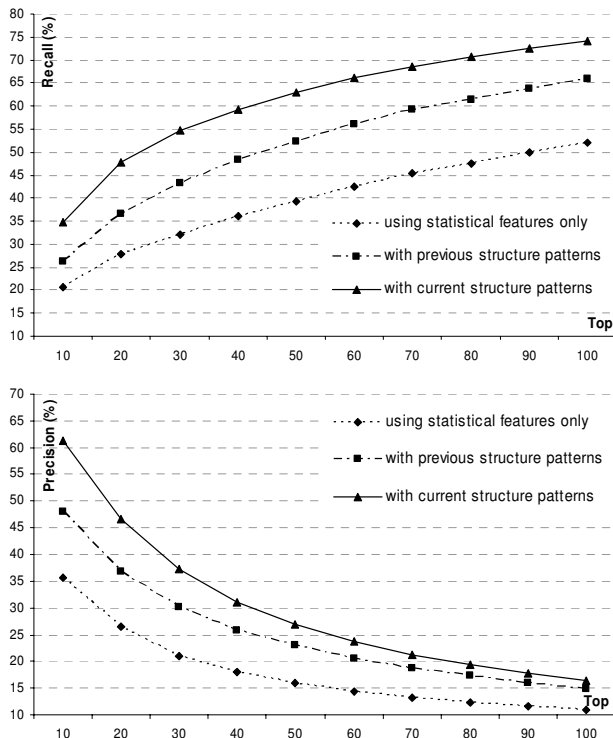 80
75
70
65
60
55
50
45
40
35
30
25
20
15
10
Recall (%)
using statistical features only
with previous structure patterns
with current structure patterns
Top
10 20 30 40 50 60 70 80 90 100
70
65
60
55
50
45
40
35
30
25
20
15
10
Precision (%)
using statistical features only
with previous structure patterns
with current structure patterns
Top
10 20 30 40 50 60 70 80 90 100